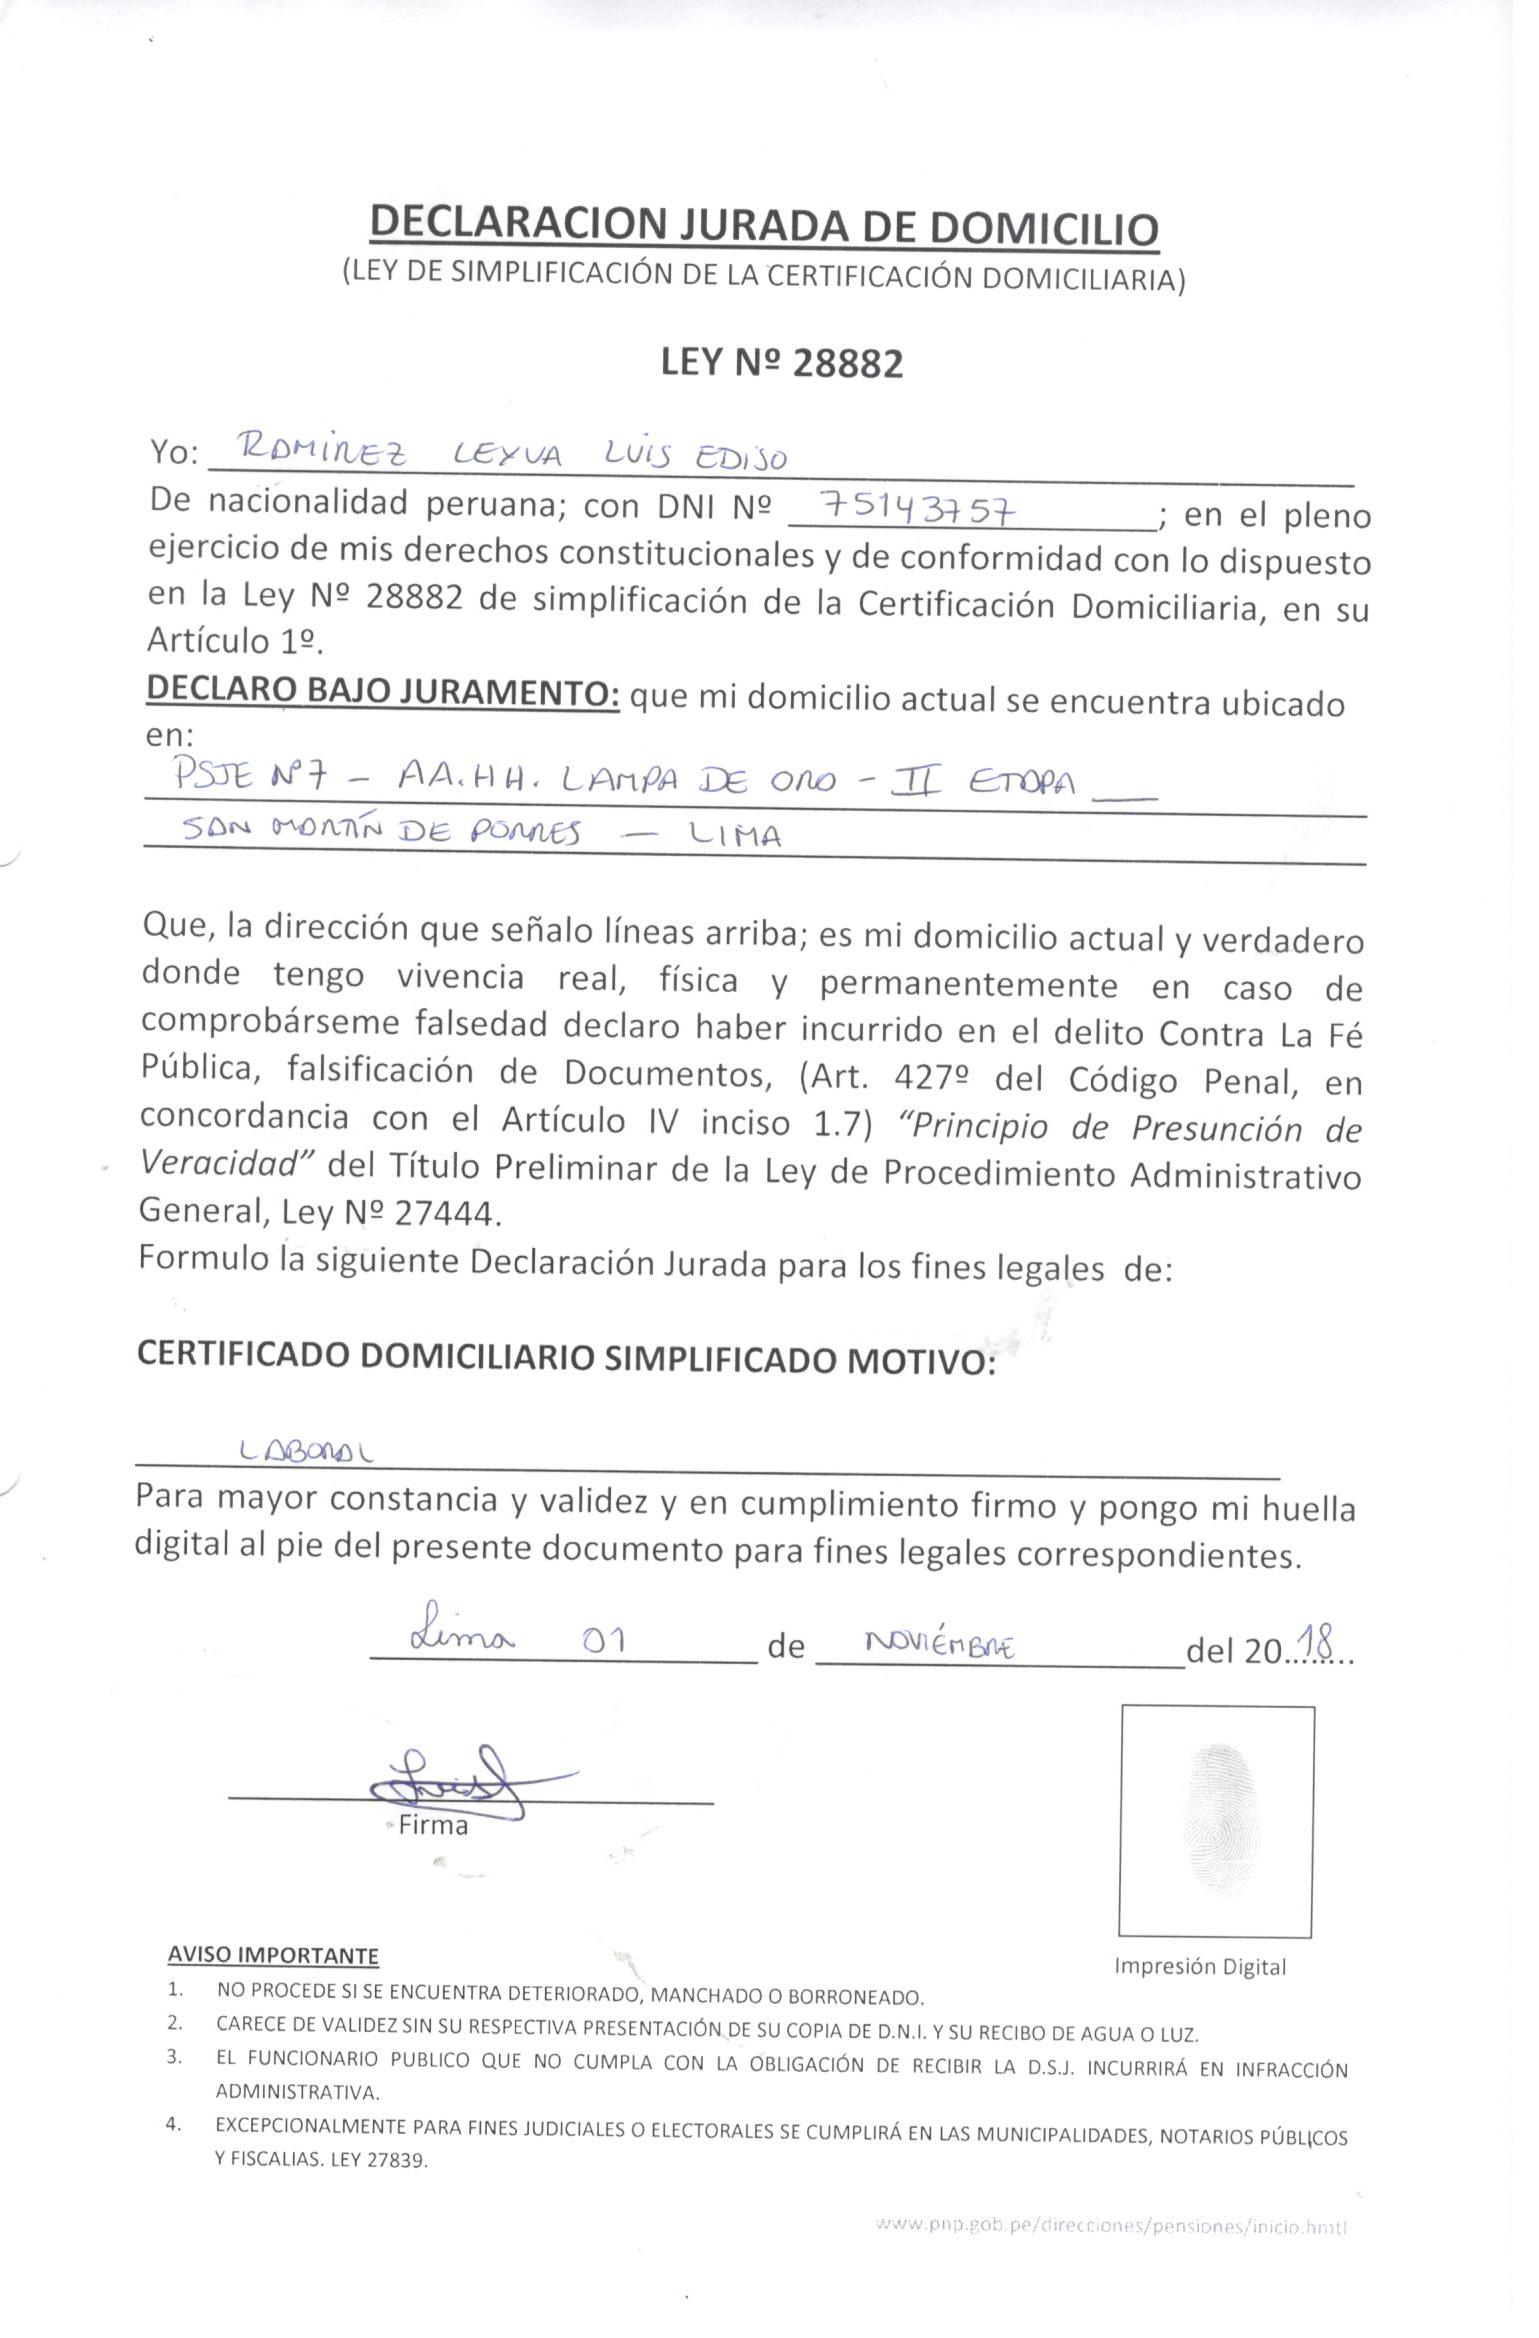 DECLARACION JURADA DE DOMICILIO
(LEY DE SIMPLIFICACIÓN DE LA CERTIFICACIÓN DOMICILIARIA)
LEY Nº 28882
Yo: RAMIREZ LEYVA LUIS EDISO
De nacionalidad peruana; con DNI Nº 75143757; en el pleno
ejercicio de mis derechos constitucionales y de conformidad con lo dispuesto
en la Ley Nº 28882 de simplificación de la Certificación Domiciliaria, en su
Artículo 1º.
DECLARO BAJO JURAMENTO: que mi domicilio actual se encuentra ubicado
en:
PSJE Nº7 - AA.HH. LAMPA DE ORO - II ETAPA
SAN MARTÍN DE PORRES - LIMA
Que, la dirección que señalo líneas arriba; es mi domicilio actual y verdadero
donde tengo vivencia real, física y permanentemente en caso de
comprobárseme falsedad declaro haber incurrido en el delito Contra La Fé
Pública, falsificación de Documentos, (Art. 427º del Código Penal, en
concordancia con el Artículo IV inciso 1.7) “Principio de Presunción de
Veracidad” del Título Preliminar de la Ley de Procedimiento Administrativo
General, Ley Nº 27444.
Formulo la siguiente Declaración Jurada para los fines legales de:
CERTIFICADO DOMICILIARIO SIMPLIFICADO MOTIVO:
LABORAL
Para mayor constancia y validez y en cumplimiento firmo y pongo mi huella
digital al pie del presente documento para fines legales correspondientes.
Lima 01 de NOVIÉMBRE del 20.18..
Luis
Firma
Impresión Digital
AVISO IMPORTANTE
1. NO PROCEDE SI SE ENCUENTRA DETERIORADO, MANCHADO O BORRONEADO.
2. CARECE DE VALIDEZ SIN SU RESPECTIVA PRESENTACIÓN DE SU COPIA DE D.N.I. Y SU RECIBO DE AGUA O LUZ.
3. EL FUNCIONARIO PUBLICO QUE NO CUMPLA CON LA OBLIGACIÓN DE RECIBIR LA D.S.J. INCURRIRÁ EN INFRACCIÓN
ADMINISTRATIVA.
4. EXCEPCIONALMENTE PARA FINES JUDICIALES O ELECTORALES SE CUMPLIRÁ EN LAS MUNICIPALIDADES, NOTARIOS PÚBLICOS
Y FISCALIAS. LEY 27839.
www.pnp.gob.pe/direcciones/pensiones/inicio.hmtl